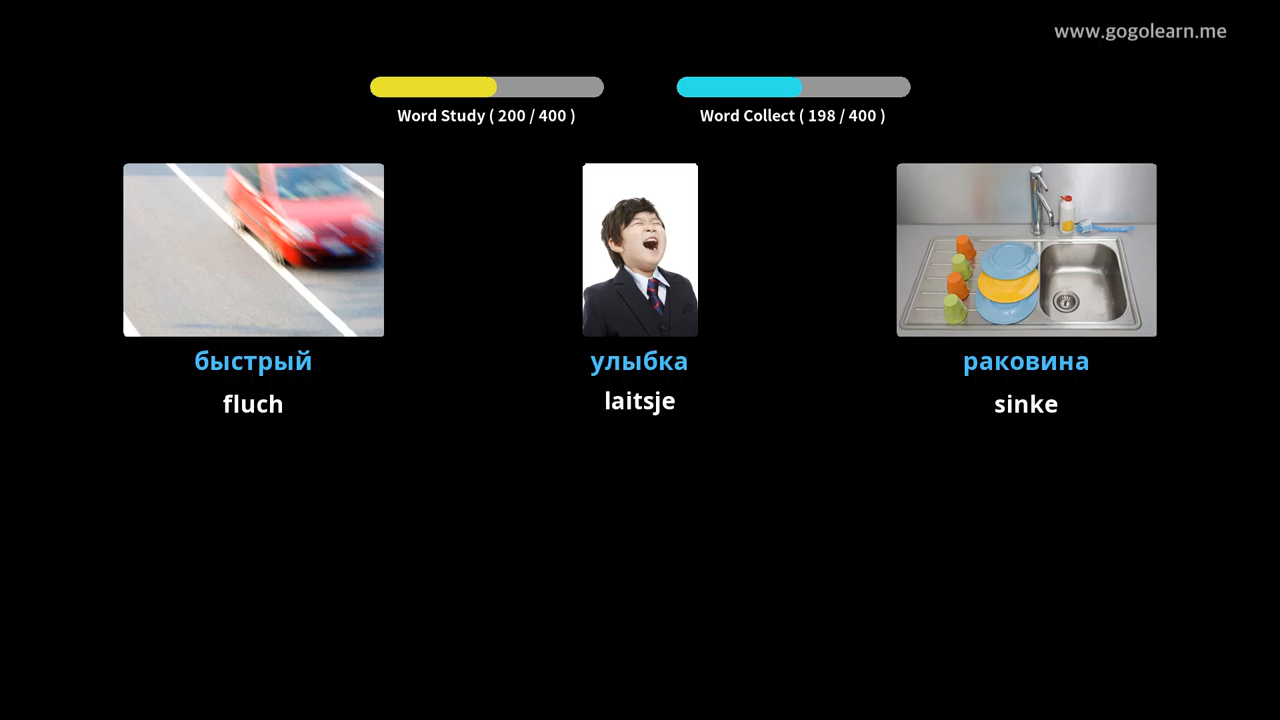 www.gogolearn.me
Word Study ( 200 / 400 )
Word Collect ( 198 / 400 )
быстрый
улыбка
раковина
fluch
laitsje
sinke